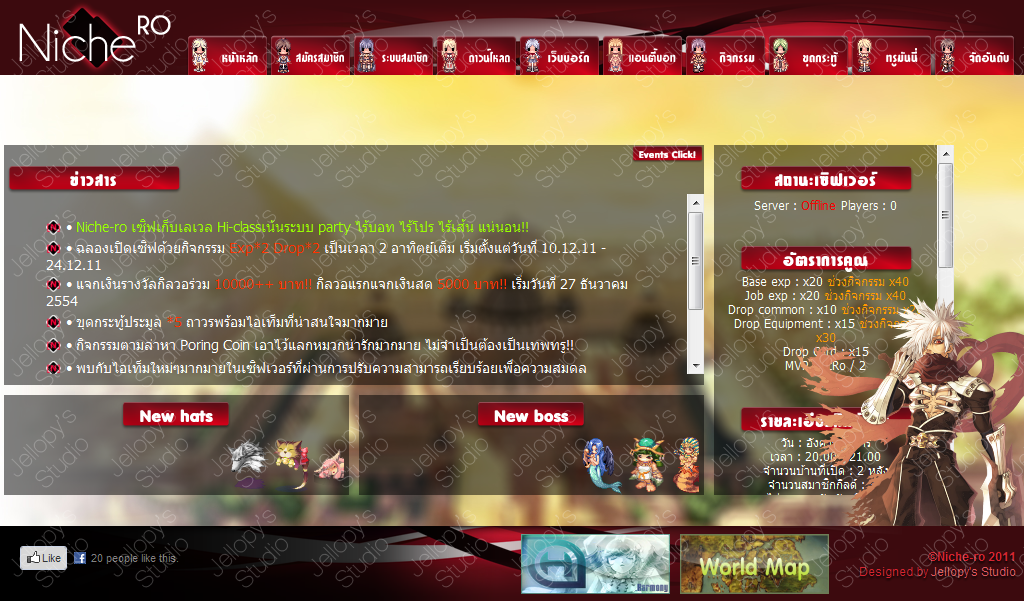 Niche RO
หน้าหลัก สมัครสมาชิก ระบบสมาชิก ดาวน์โหลด เว็บบอร์ด แอนตี้บอท กิจกรรม ขุดกระทู้ ทรูมันนี่ จัดอันดับ
Events Click!
ข่าวสาร
• Niche-ro เซิฟเก็บเลเวล Hi-classเน้นระบบ party ไร้บอท ไร้โปร ไร้เส้น แน่นอน!!
• ฉลองเปิดเซิฟด้วยกิจกรรม Exp*2 Drop*2 เป็นเวลา 2 อาทิตย์เต็ม เริ่มตั้งแต่วันที่ 10.12.11 -
24.12.11
• แจกเงินรางวัลกิลวอร่วม 10000++ บาท!! กิลวอแรกแจกเงินสด 5000 บาท!! เริ่มวันที่ 27 ธันวาคม
2554
• ขุดกระทู้ประมูล *5 ถาวรพร้อมไอเท็มที่น่าสนใจมากมาย
• กิจกรรมตามล่าหา Poring Coin เอาไว้แลกหมวกน่ารักมากมาย ไม่จำเป็นต้องเป็นเทพทรู!!
• พบกับไอเท็มใหม่ๆมากมายในเซิฟเวอร์ที่ผ่านการปรับความสามารถเรียบร้อยเพื่อความสมดุล
สถานะเซิฟเวอร์
Server : Offline Players : 0
อัตราการคูณ
Base exp : x20 ช่วงกิจกรรม x40
Job exp : x20 ช่วงกิจกรรม x40
Drop common : x10 ช่วงกิจกรรม
Drop Equipment : x15 ช่วงกิจ
x30
Drop Card : x15
Ro / 2
New hats
New boss
วัน : อังคาร
เวลา : 20.00 - 21.00
จำนวนบ้านที่เปิด : 2 หลัง
จำนวนสมาชิกกิลด์ :
Like
20 people like this.
Harmony
World Map
©Niche-ro 2011
Designed by Jellopy's Studio
Jellopy's Studio